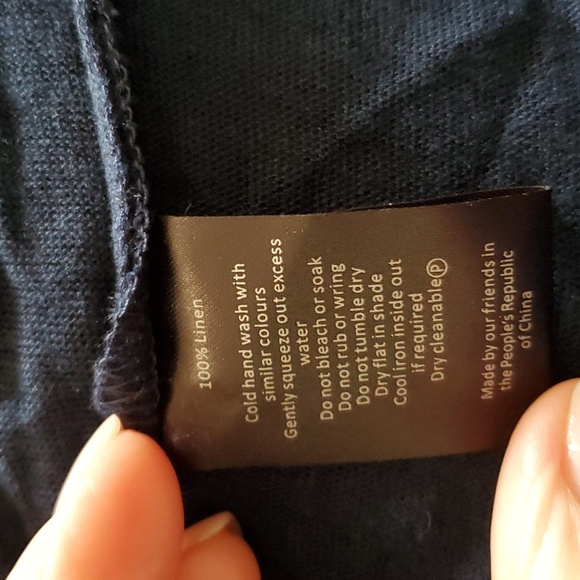 100% Linen
Cold hand wash with
similar colours
Gently squeeze out excess
water
Do not bleach or soak
Do not rub or wring
Do not tumble dry
Dry flat in shade
Cool iron inside out
if required
Dry cleanable Ⓟ
Made by our friends in
the People's Republic
of China